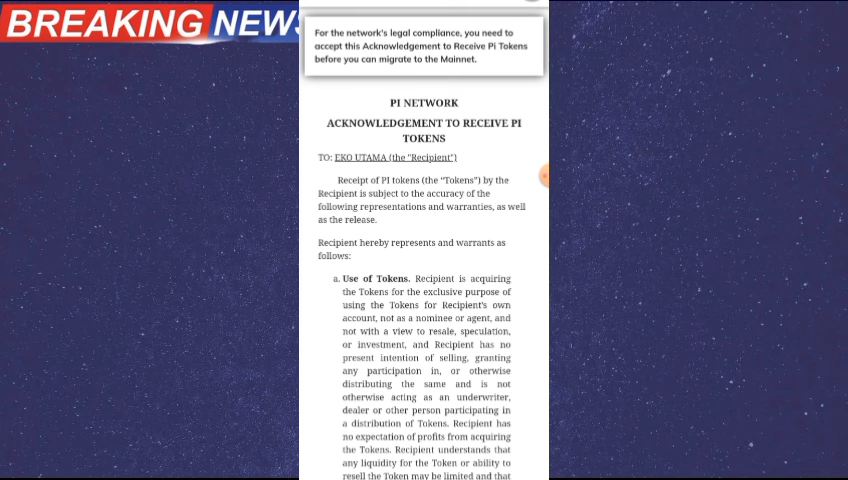 BREAKING NEWS
For the network's legal compliance, you need to
accept this Acknowledgement to Receive Pi Tokens
before you can migrate to the Mainnet.
PI NETWORK
ACKNOWLEDGEMENT TO RECEIVE PI
TOKENS
TO: EKO UTAMA (the "Recipient")
Receipt of PI tokens (the “Tokens”) by the
Recipient is subject to the accuracy of the
following representations and warranties, as well
as the release.
Recipient hereby represents and warrants as
follows:
a. Use of Tokens. Recipient is acquiring
the Tokens for the exclusive purpose of
using the Tokens for Recipient's own
account, not as a nominee or agent, and
not with a view to resale, speculation,
or investment, and Recipient has no
present intention of selling, granting
any participation in, or otherwise
distributing the same and is not
otherwise acting as an underwriter,
dealer or other person participating in
a distribution of Tokens. Recipient has
no expectation of profits from acquiring
the Tokens. Recipient understands that
any liquidity for the Token or ability to
resell the Token may be limited and that